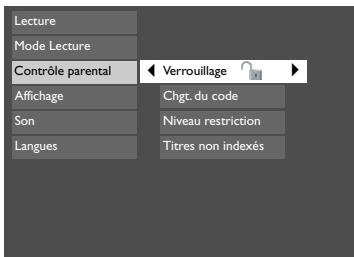 Lecture
Mode Lecture
Contrôle parental
Verrouillage
Affichage
Chgt. du code
Son
Niveau restriction
Langues
Titres non indexés